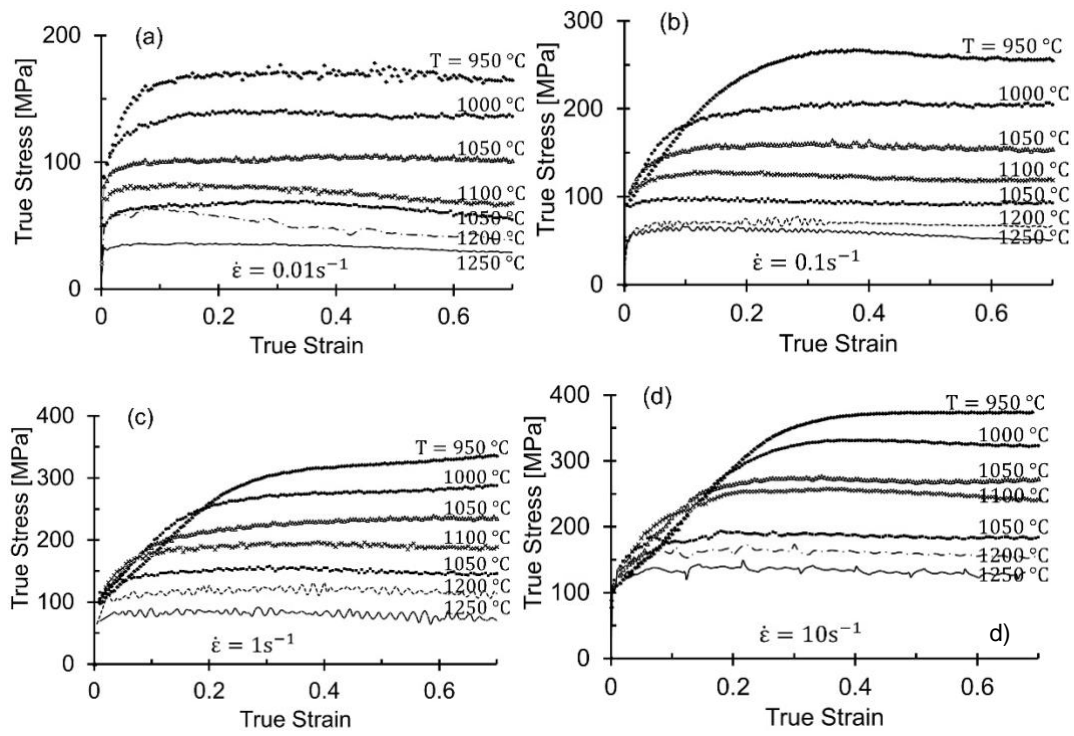 (a)
True Stress [MPa]
200
100
0
T = 950 °C
1000 °C
1050 °C
1100 °C
1050 °C
1200 °C
1250 °C
ε̇ = 0.01s⁻¹
0 0.2 0.4 0.6
True Strain
(b)
True Stress [MPa]
300
200
100
0
T = 950 °C
1000 °C
1050 °C
1100 °C
1050 °C
1200 °C
1250 °C
ε̇ = 0.1s⁻¹
0 0.2 0.4 0.6
True Strain
(c)
True Stress [MPa]
400
300
200
100
0
T = 950 °C
1000 °C
1050 °C
1100 °C
1050 °C
1200 °C
1250 °C
ε̇ = 1s⁻¹
0 0.2 0.4 0.6
True Strain
(d)
True Stress [MPa]
400
300
200
100
0
T = 950 °C
1000 °C
1050 °C
1100 °C
1050 °C
1200 °C
1250 °C
ε̇ = 10s⁻¹ d)
0 0.2 0.4 0.6
True Strain